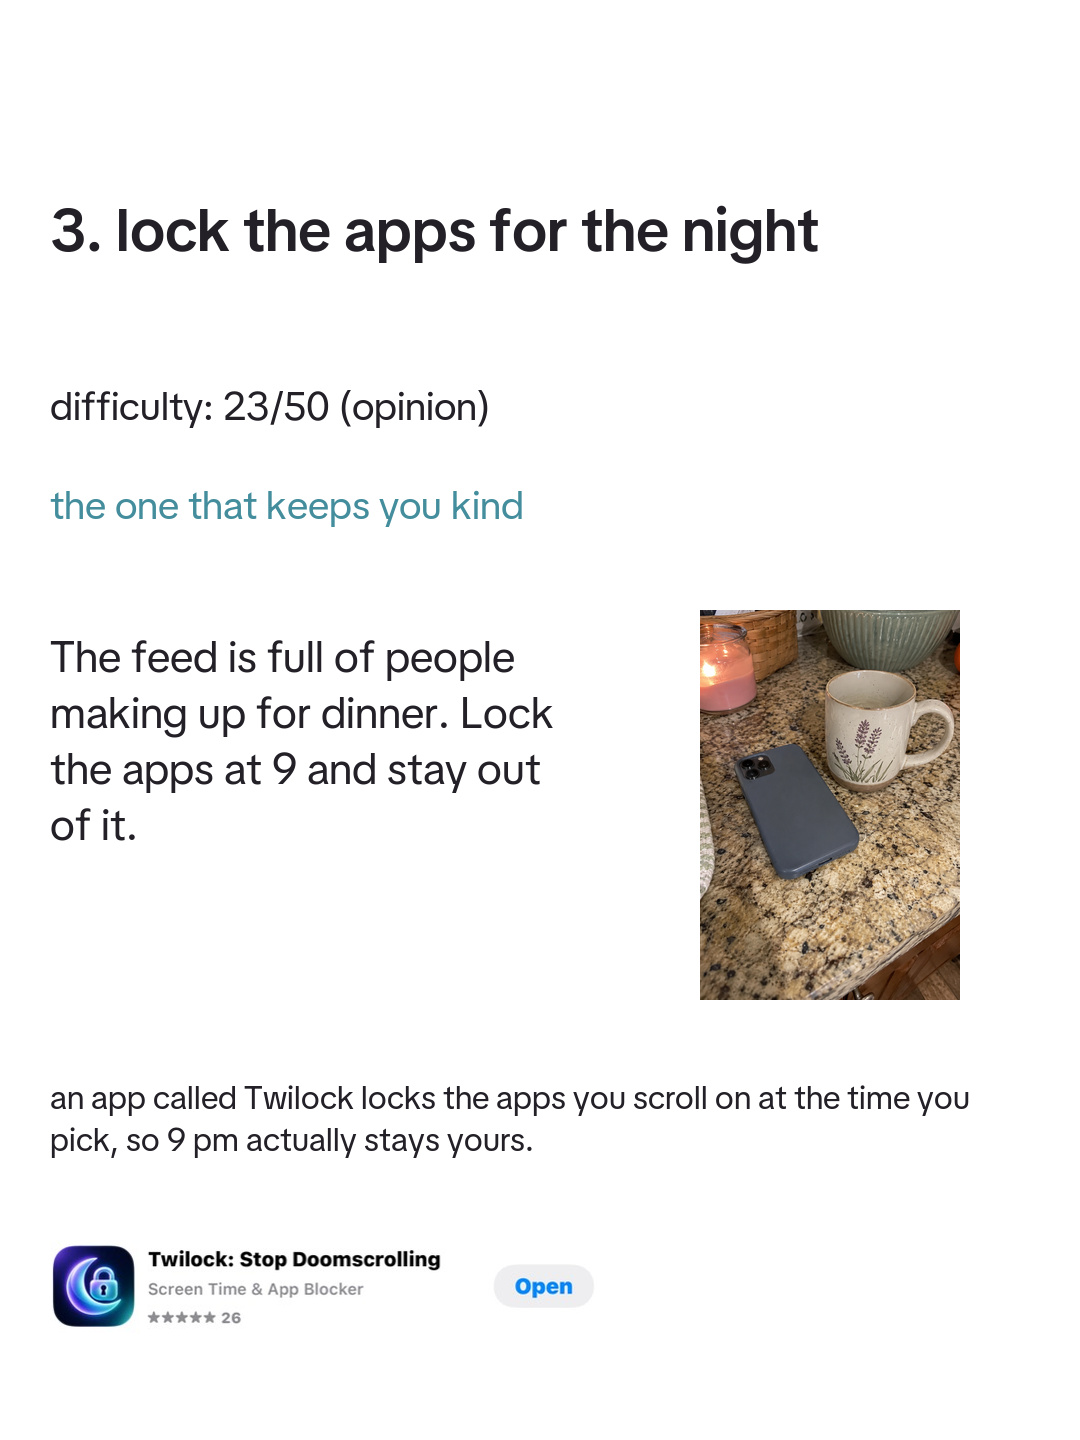 3. lock the apps for the night
difficulty: 23/50 (opinion)
the one that keeps you kind
The feed is full of people
making up for dinner. Lock
the apps at 9 and stay out
of it.
an app called Twilock locks the apps you scroll on at the time you
pick, so 9 pm actually stays yours.
Twilock: Stop Doomscrolling
Screen Time & App Blocker
★★★★★ 26
Open